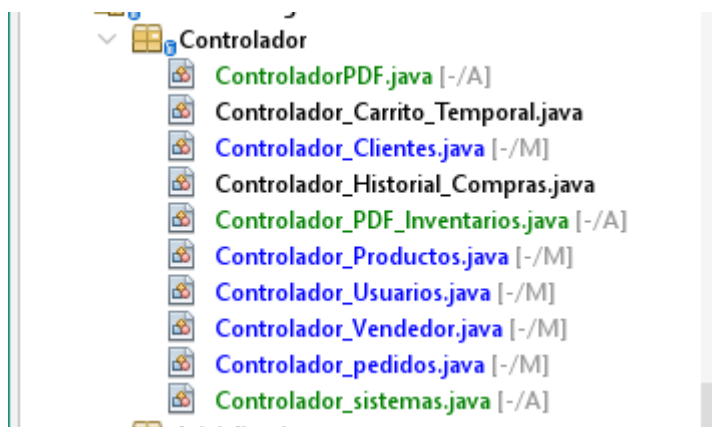 Controlador
ControladorPDF.java [-/A]
Controlador_Carrito_Temporal.java
Controlador_Clientes.java [-/M]
Controlador_Historial_Compras.java
Controlador_PDF_Inventarios.java [-/A]
Controlador_Productos.java [-/M]
Controlador_Usuarios.java [-/M]
Controlador_Vendedor.java [-/M]
Controlador_pedidos.java [-/M]
Controlador_sistemas.java [-/A]